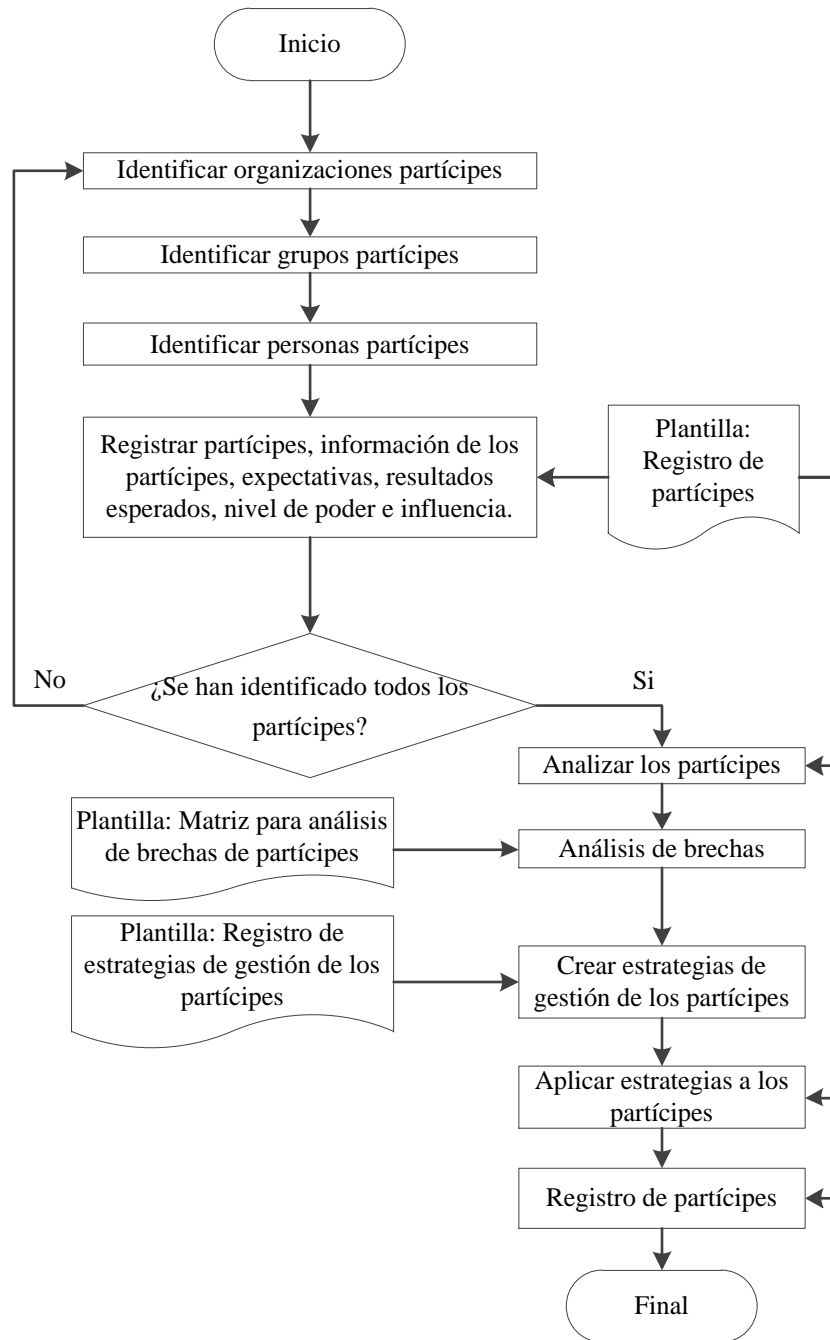 Inicio
Identificar organizaciones partícipes
Identificar grupos partícipes
Identificar personas partícipes
Registrar partícipes, información de los
partícipes, expectativas, resultados
esperados, nivel de poder e influencia.
Plantilla:
Registro de
partícipes
¿Se han identificado todos los
partícipes?
No
Si
Analizar los partícipes
Plantilla: Matriz para análisis
de brechas de partícipes
Análisis de brechas
Plantilla: Registro de
estrategias de gestión de los
partícipes
Crear estrategias de
gestión de los partícipes
Aplicar estrategias a los
partícipes
Registro de partícipes
Final